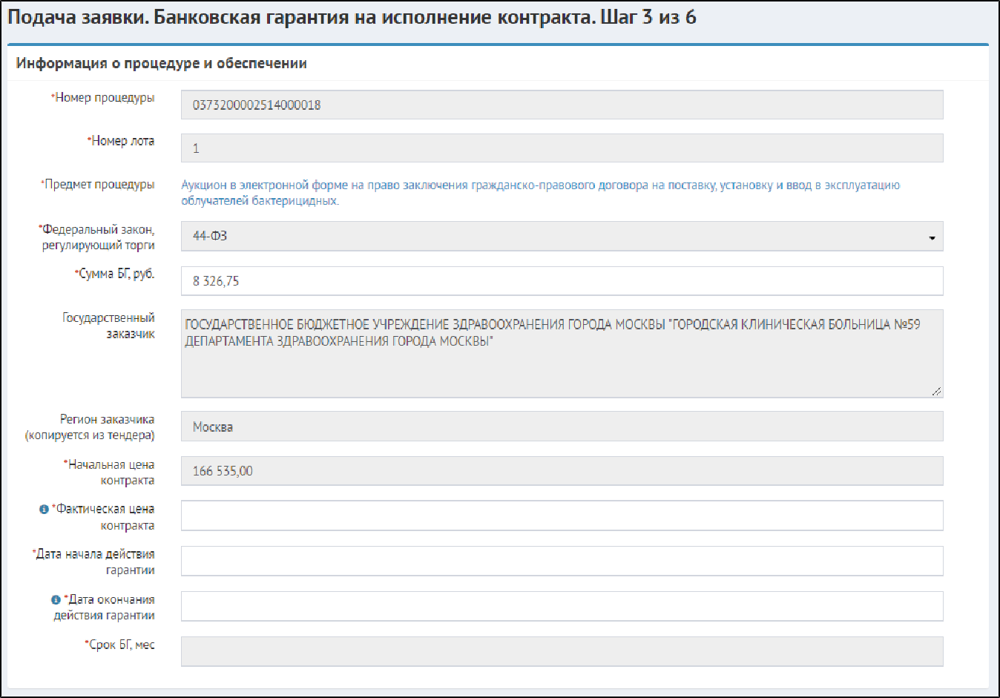 Подача заявки. Банковская гарантия на исполнение контракта. Шаг 3 из 6
Информация о процедуре и обеспечении
*Номер процедуры
0373200002514000018
*Номер лота
1
*Предмет процедуры
Аукцион в электронной форме на право заключения гражданско-правового договора на поставку, установку и ввод в эксплуатацию
облучателей бактерицидных.
*Федеральный закон,
регулирующий торги
44-ФЗ
*Сумма БГ, руб.
8 326,75
Государственный
заказчик
ГОСУДАРСТВЕННОЕ БЮДЖЕТНОЕ УЧРЕЖДЕНИЕ ЗДРАВООХРАНЕНИЯ ГОРОДА МОСКВЫ "ГОРОДСКАЯ КЛИНИЧЕСКАЯ БОЛЬНИЦА №59
ДЕПАРТАМЕНТА ЗДРАВООХРАНЕНИЯ ГОРОДА МОСКВЫ"
Регион заказчика
(копируется из тендера)
Москва
*Начальная цена
контракта
166 535,00
*Фактическая цена
контракта
*Дата начала действия
гарантии
*Дата окончания
действия гарантии
*Срок БГ, мес